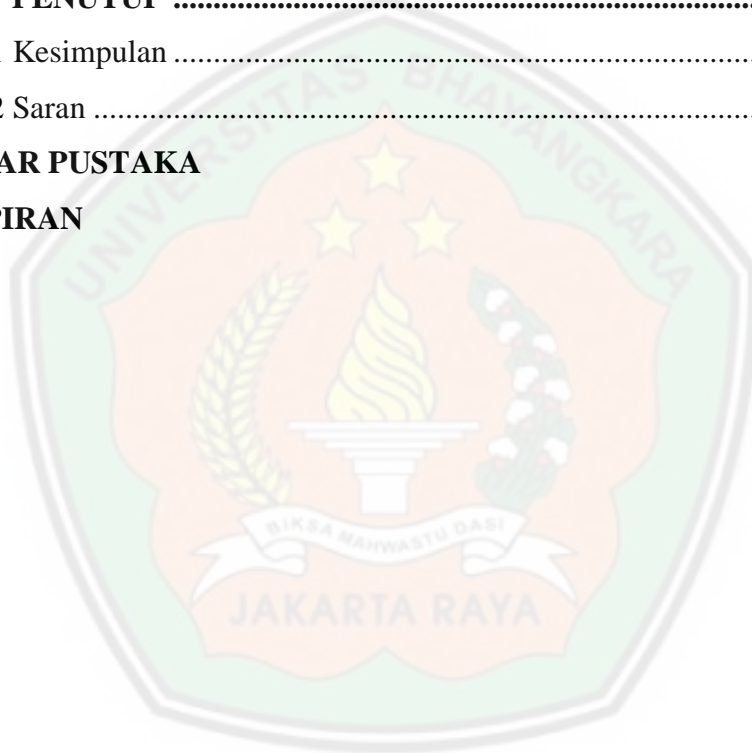 PENUTUP ....................................................................
1 Kesimpulan ........................................................................
2 Saran ..................................................................................
AR PUSTAKA
PIRAN
UNIVERSITAS BHAYANGKARA
BIKSA MAHWASTU DASI
JAKARTA RAYA